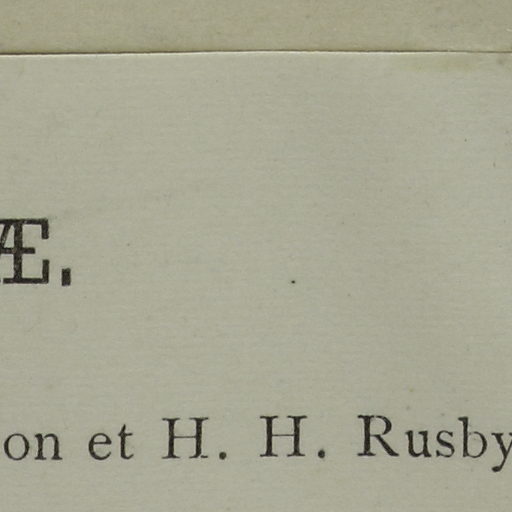 Æ.
on et H. H. Rusby